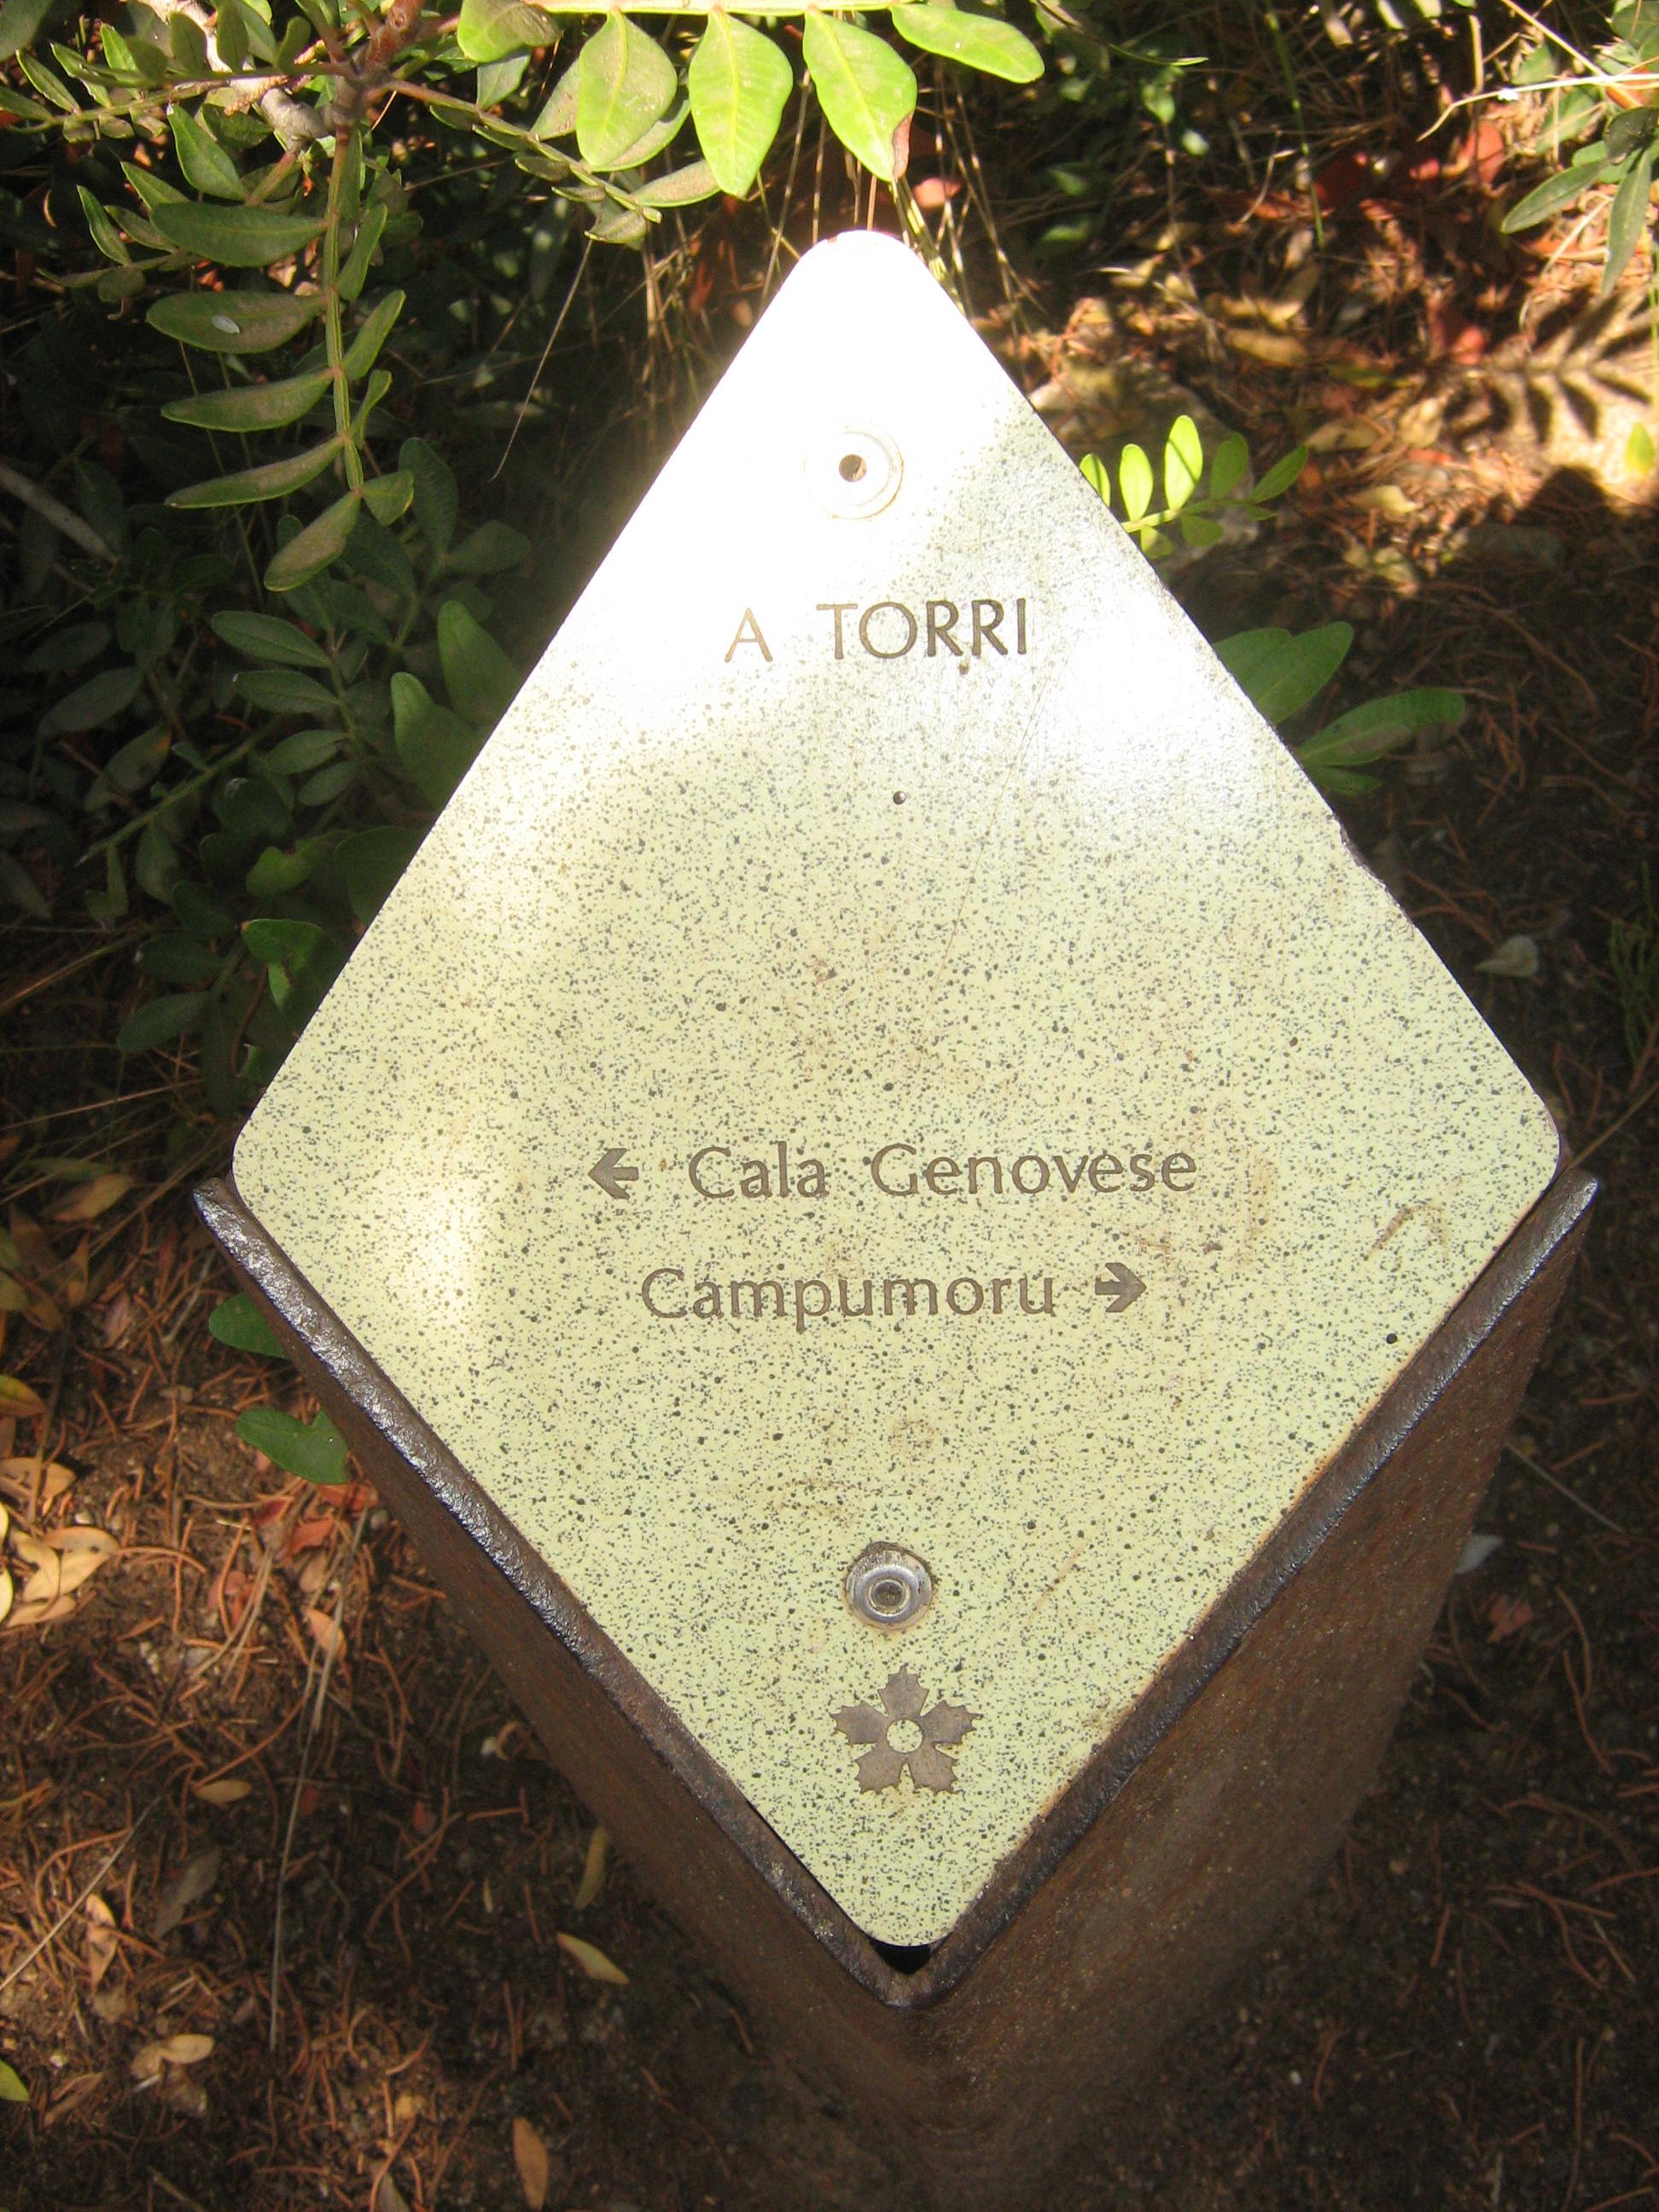 A TORRI
← Cala Genovese
Campumoru →